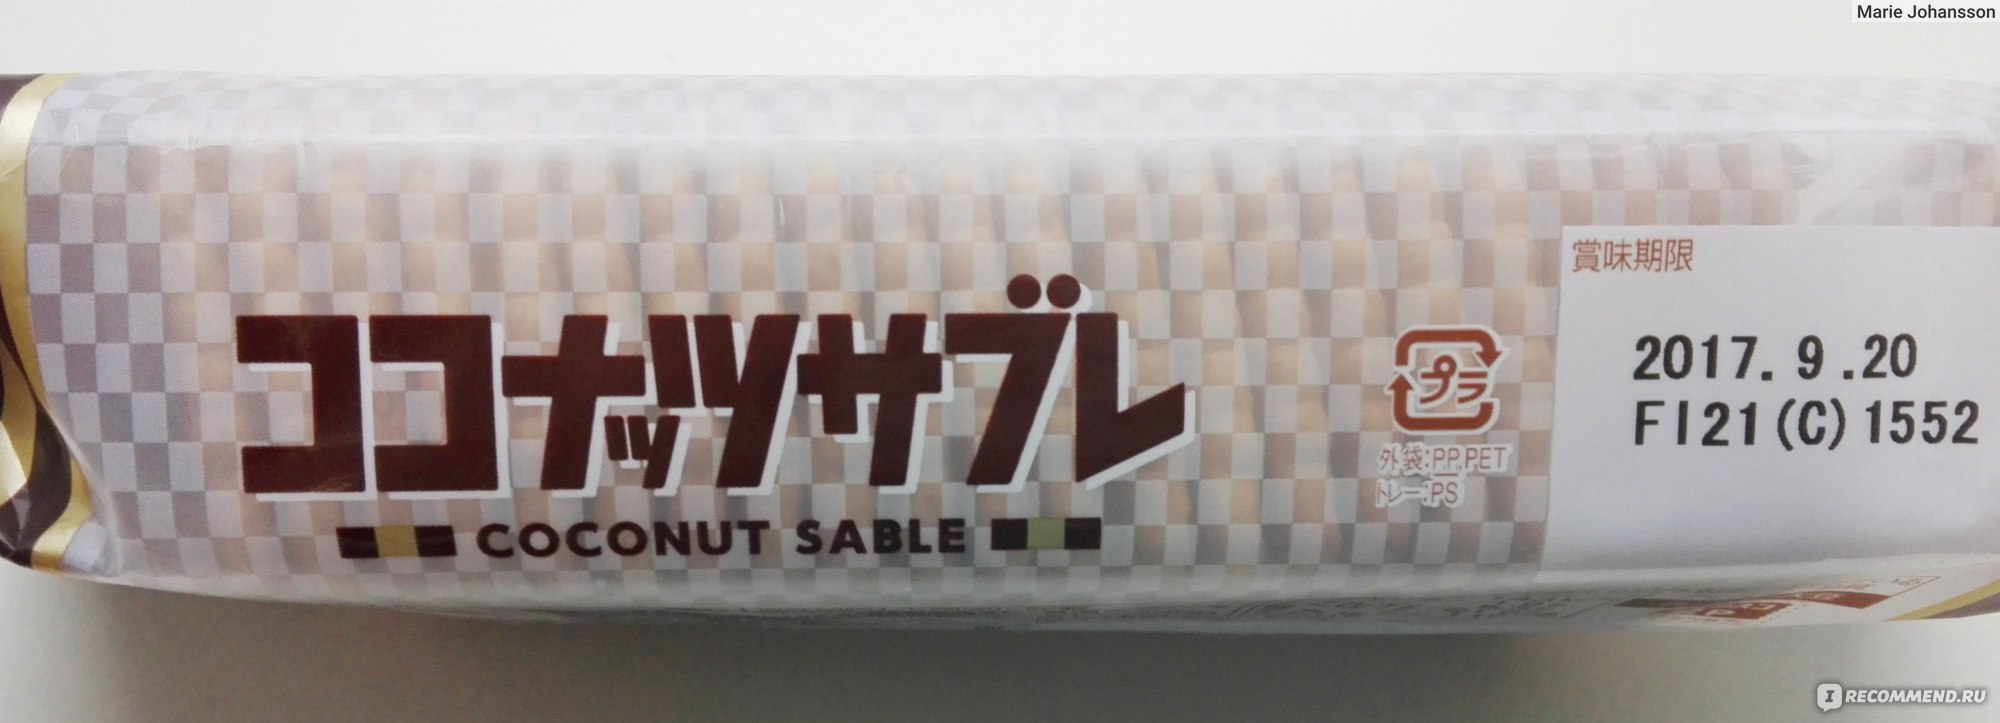 Marie Johansson
賞味期限
2017. 9 .20
FI21(C)1552
ココナッツサブレ
COCONUT SABLE
プラ
外袋:PP,PET
トレー:PS
IRECOMMEND.RU